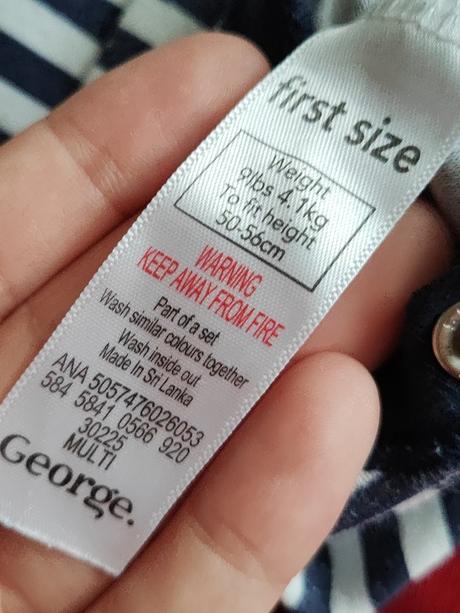 first size
Weight
9lbs 4.1kg
To fit height
50-56cm
WARNING
KEEP AWAY FROM FIRE
Part of a set
Wash similar colours together
Wash inside out
Made In Sri Lanka
ANA 5057476026053
584 5841 0566 920
30225
MULTI
George.